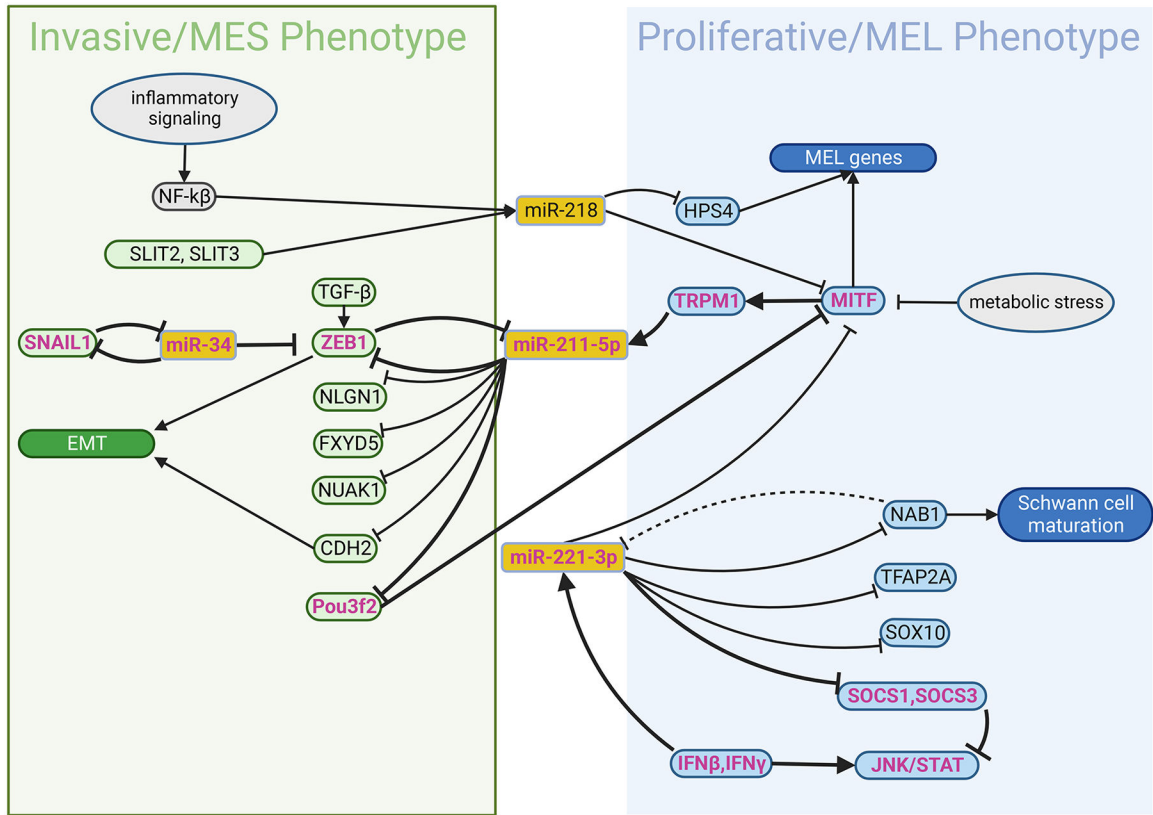 Invasive/MES Phenotype
Proliferative/MEL Phenotype
inflammatory
signaling
MEL genes
NF-kβ
miR-218
HPS4
SLIT2, SLIT3
TGF-β
TRPM1
MITF
metabolic stress
SNAIL1
miR-34
ZEB1
miR-211-5p
NLGN1
EMT
FXYD5
NUAK1
NAB1
Schwann cell
maturation
CDH2
miR-221-3p
TFAP2A
Pou3f2
SOX10
SOCS1,SOCS3
IFNβ,IFNγ
JNK/STAT